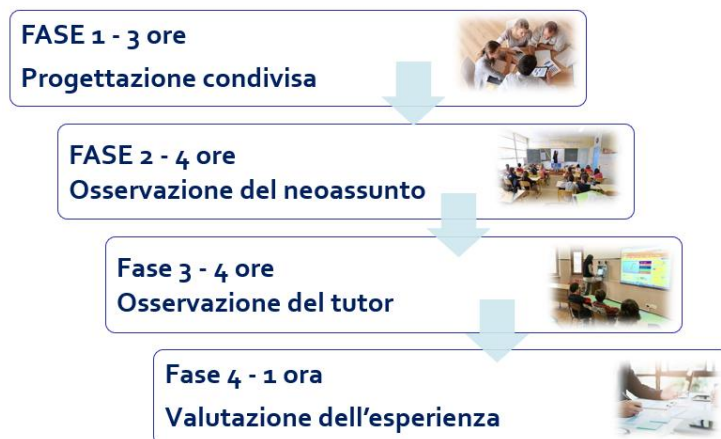 FASE 1 - 3 ore
Progettazione condivisa
FASE 2 - 4 ore
Osservazione del neoassunto
Fase 3 - 4 ore
Osservazione del tutor
Fase 4 - 1 ora
Valutazione dell'esperienza